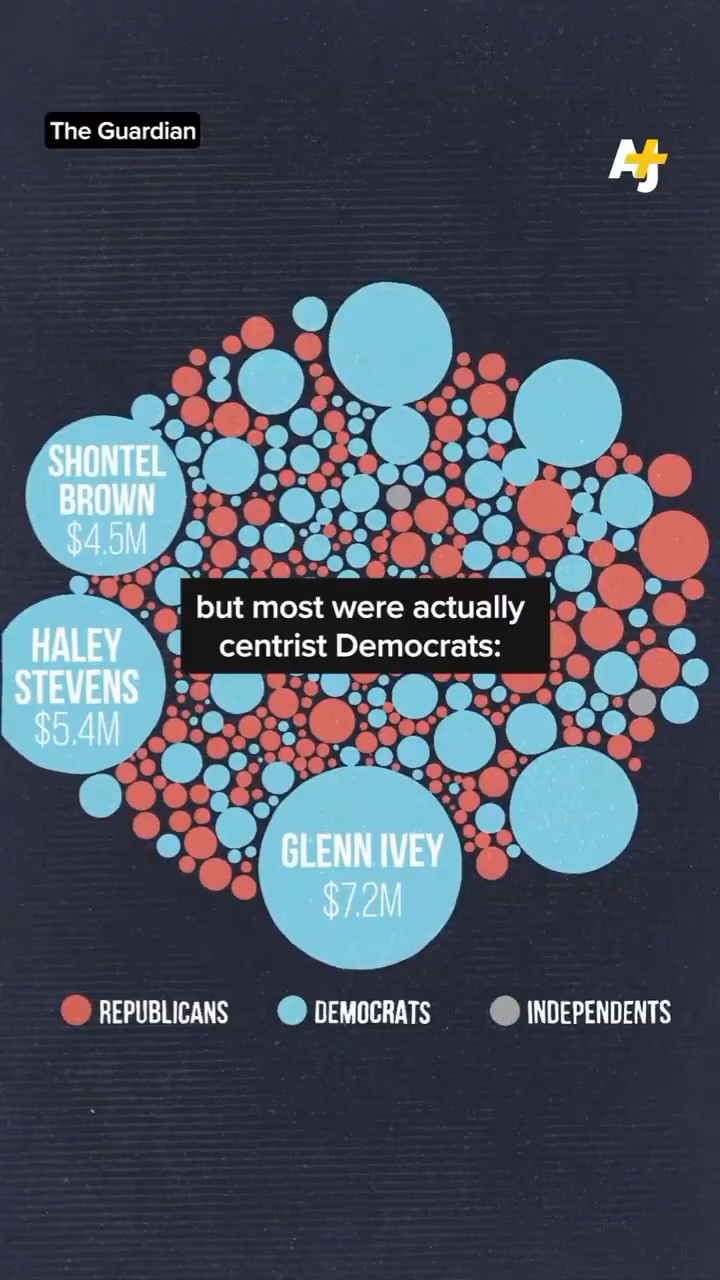 The Guardian
AJ+
SHONTEL
BROWN
$4.5M
but most were actually
centrist Democrats:
HALEY
STEVENS
$5.4M
GLENN IVEY
$7.2M
REPUBLICANS
DEMOCRATS
INDEPENDENTS